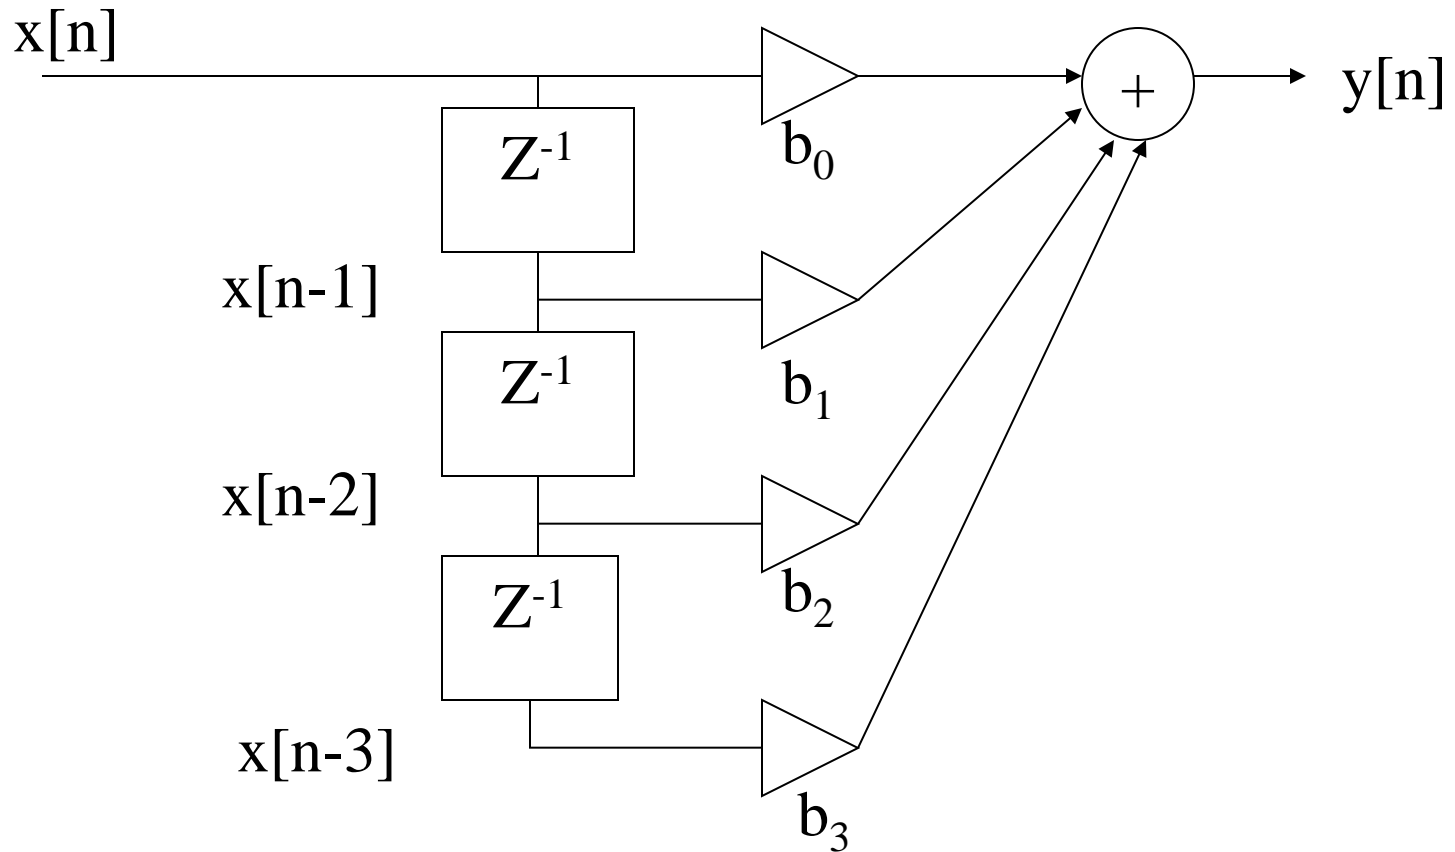 x[n]
+
y[n]
b₀
Z⁻¹
x[n-1]
Z⁻¹
b₁
x[n-2]
b₂
Z⁻¹
x[n-3]
b₃